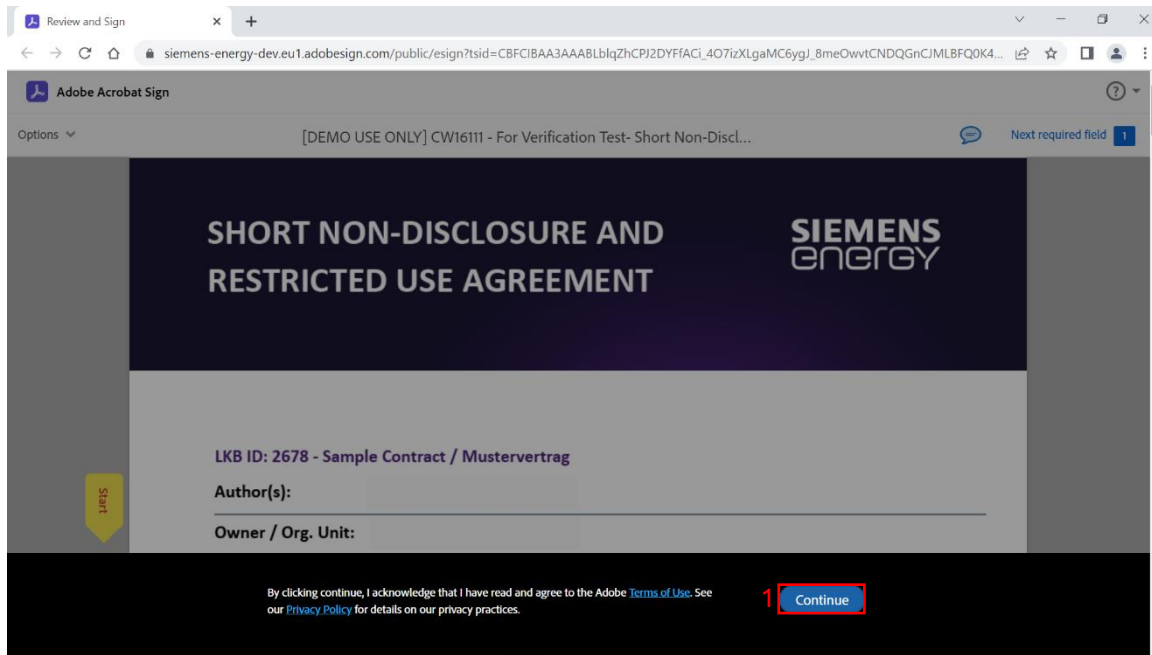 Review and Sign
siemens-energy-dev.eu1.adobesign.com/public/esign?tsid=CBFCIBAA3AAABLblqZhCPJ2DYFfACi_4O7izXLgaMC6ygJ_8meOwvtCNDQGnCJMLBFQ0K4...
Adobe Acrobat Sign
Options
[DEMO USE ONLY] CW16111 - For Verification Test- Short Non-Discl...
Next required field 1
SHORT NON-DISCLOSURE AND
RESTRICTED USE AGREEMENT
SIEMENS
energy
LKB ID: 2678 - Sample Contract / Mustervertrag
Start
Author(s):
Owner / Org. Unit:
By clicking continue, I acknowledge that I have read and agree to the Adobe Terms of Use. See
our Privacy Policy for details on our privacy practices.
1 Continue